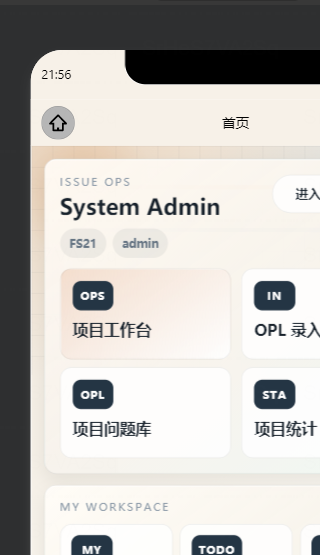 21:56
首页
ISSUE OPS
System Admin
进入
FS21 admin
OPS IN
项目工作台 OPL 录入
OPL STA
项目问题库 项目统计
MY WORKSPACE
MY TODO